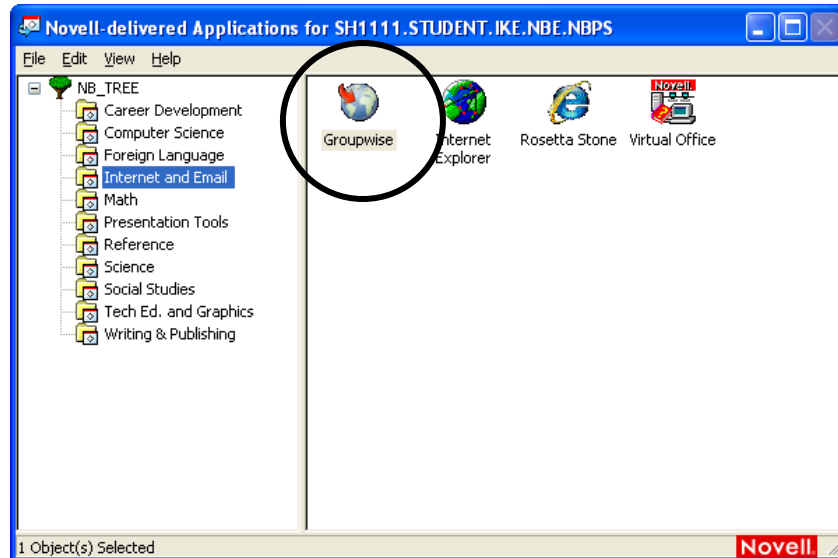 Novell-delivered Applications for SH1111.STUDENT.IKE.NBE.NBPS
File Edit View Help
NB_TREE
Career Development
Computer Science
Foreign Language
Internet and Email
Math
Presentation Tools
Reference
Science
Social Studies
Tech Ed. and Graphics
Writing & Publishing
Novell.
Groupwise Internet Rosetta Stone Virtual Office
Explorer
1 Object(s) Selected Novell.